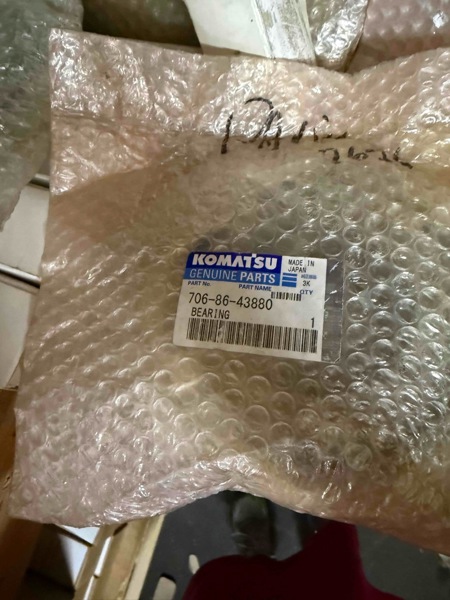 KOMATSU
GENUINE PARTS
MADE IN
JAPAN
PART No.
PART NAME
3K
QTY
706-86-43880
BEARING
1